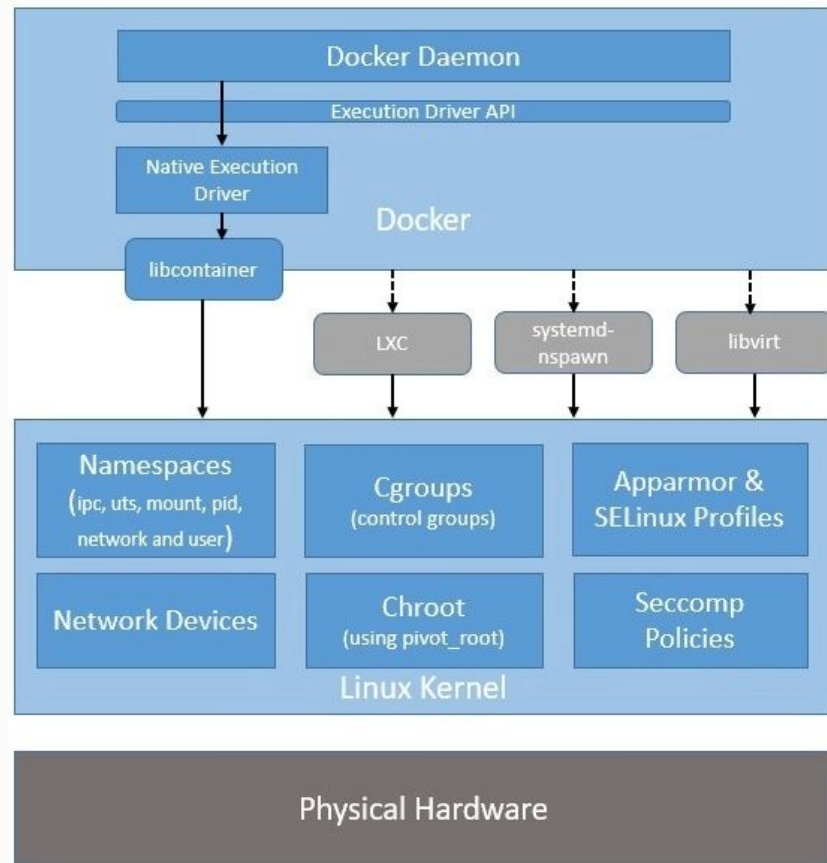 Docker Daemon
Execution Driver API
Native Execution
Driver
Docker
libcontainer
LXC
systemd-
nspawn
libvirt
Namespaces
(ipc, uts, mount, pid,
network and user)
Cgroups
(control groups)
Apparmor &
SELinux Profiles
Network Devices
Chroot
(using pivot_root)
Seccomp
Policies
Linux Kernel
Physical Hardware